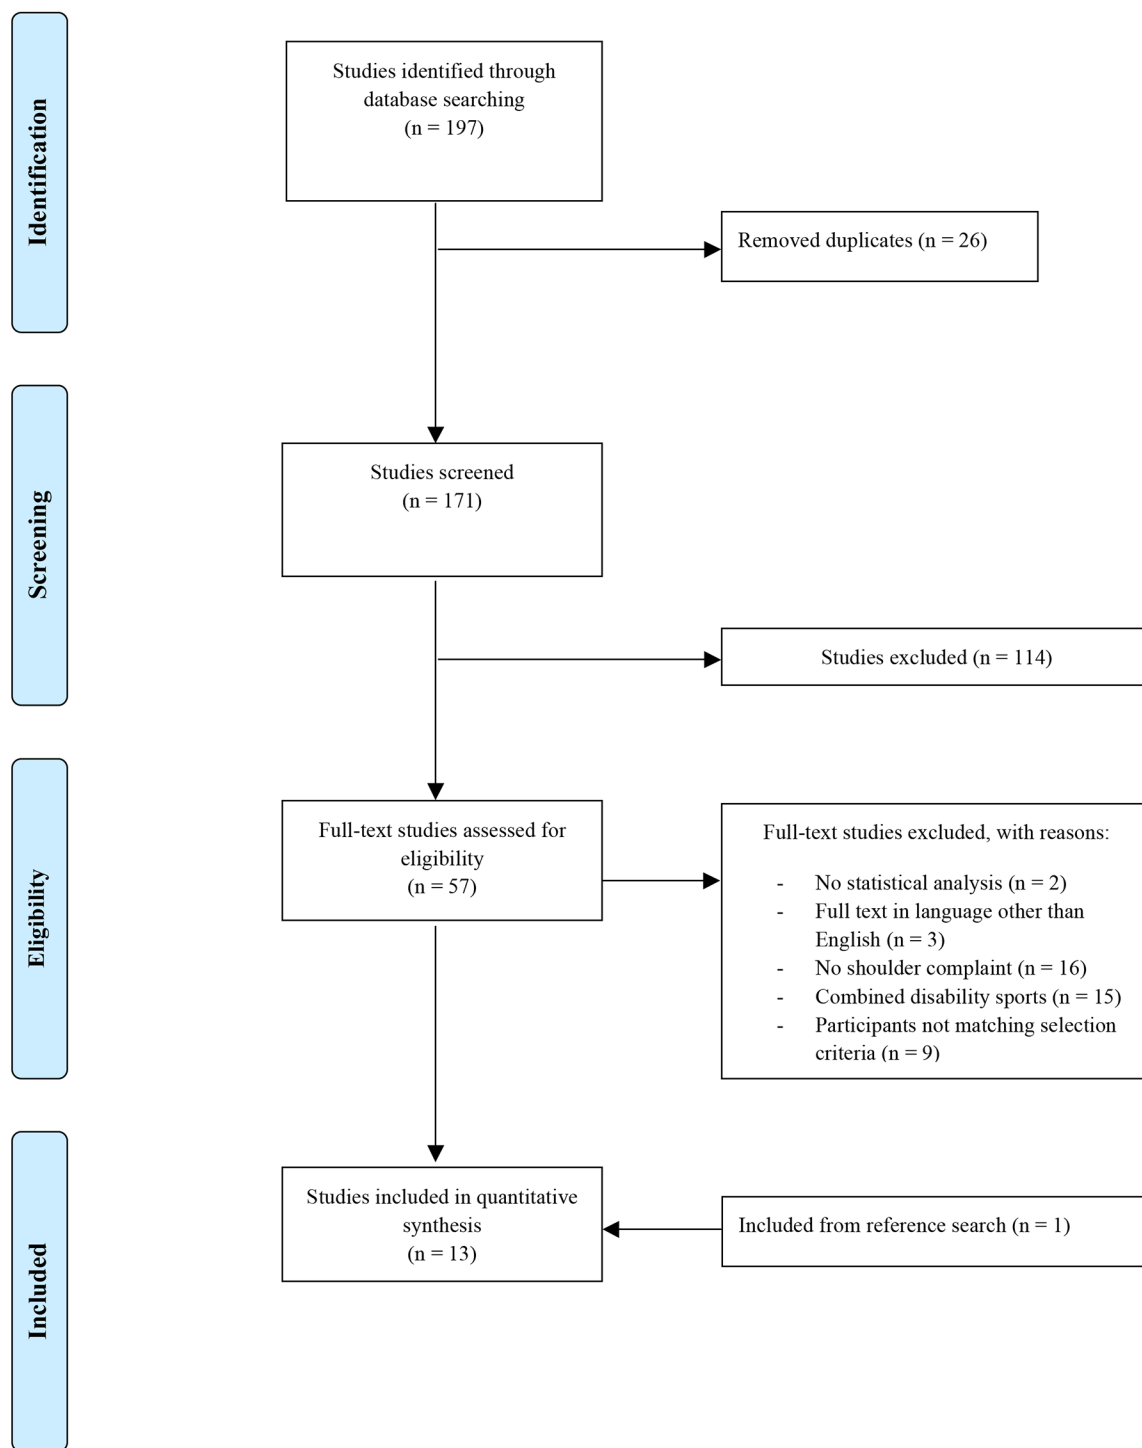 Identification
Studies identified through
database searching
(n = 197)
Removed duplicates (n = 26)
Screening
Studies screened
(n = 171)
Studies excluded (n = 114)
Eligibility
Full-text studies assessed for
eligibility
(n = 57)
Full-text studies excluded, with reasons:
- No statistical analysis (n = 2)
- Full text in language other than
English (n = 3)
- No shoulder complaint (n = 16)
- Combined disability sports (n = 15)
- Participants not matching selection
criteria (n = 9)
Included
Studies included in quantitative
synthesis
(n = 13)
Included from reference search (n = 1)